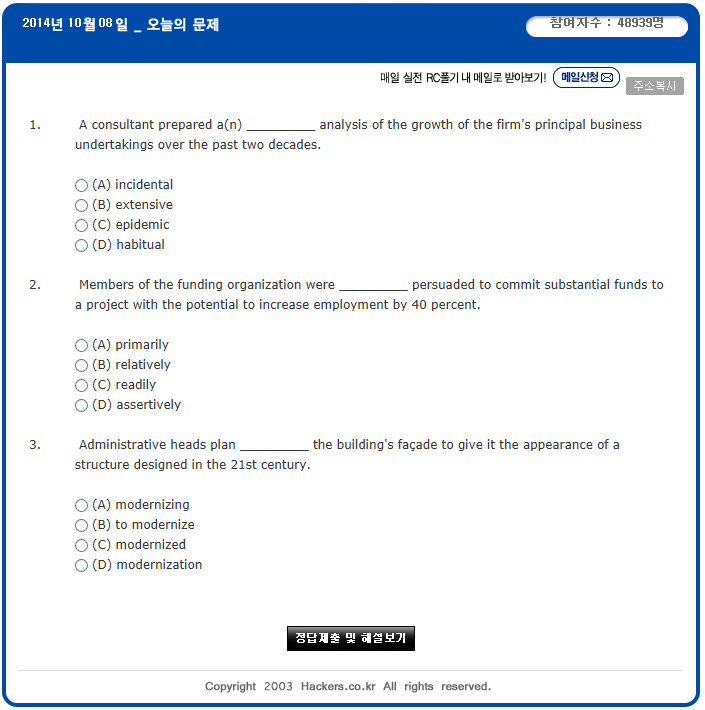 2014년 10월 08일 _ 오늘의 문제
참여자수 : 48939명
매일 실전 RC풀기 내 메일로 받아보기!
메일신청
주소복사
1. A consultant prepared a(n) __________ analysis of the growth of the firm's principal business
undertakings over the past two decades.
(A) incidental
(B) extensive
(C) epidemic
(D) habitual
2. Members of the funding organization were __________ persuaded to commit substantial funds to
a project with the potential to increase employment by 40 percent.
(A) primarily
(B) relatively
(C) readily
(D) assertively
3. Administrative heads plan __________ the building's façade to give it the appearance of a
structure designed in the 21st century.
(A) modernizing
(B) to modernize
(C) modernized
(D) modernization
정답제출 및 해설보기
Copyright 2003 Hackers.co.kr All rights reserved.